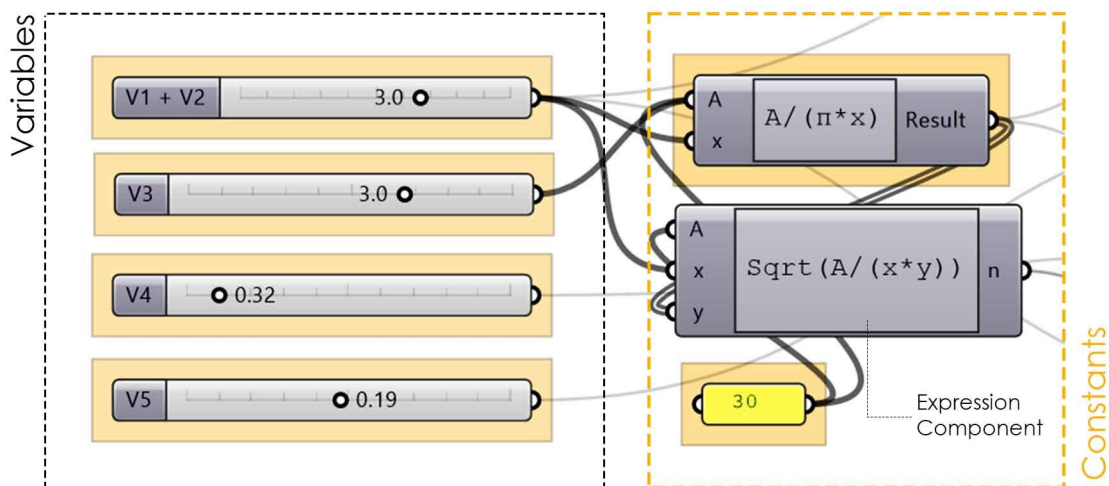 Variables
V1 + V2
3.0
V3
3.0
V4
0.32
V5
0.19
A
x
A/(π*x)
Result
A
x
y
Sqrt(A/(x*y))
n
30
Expression
Component
Constants